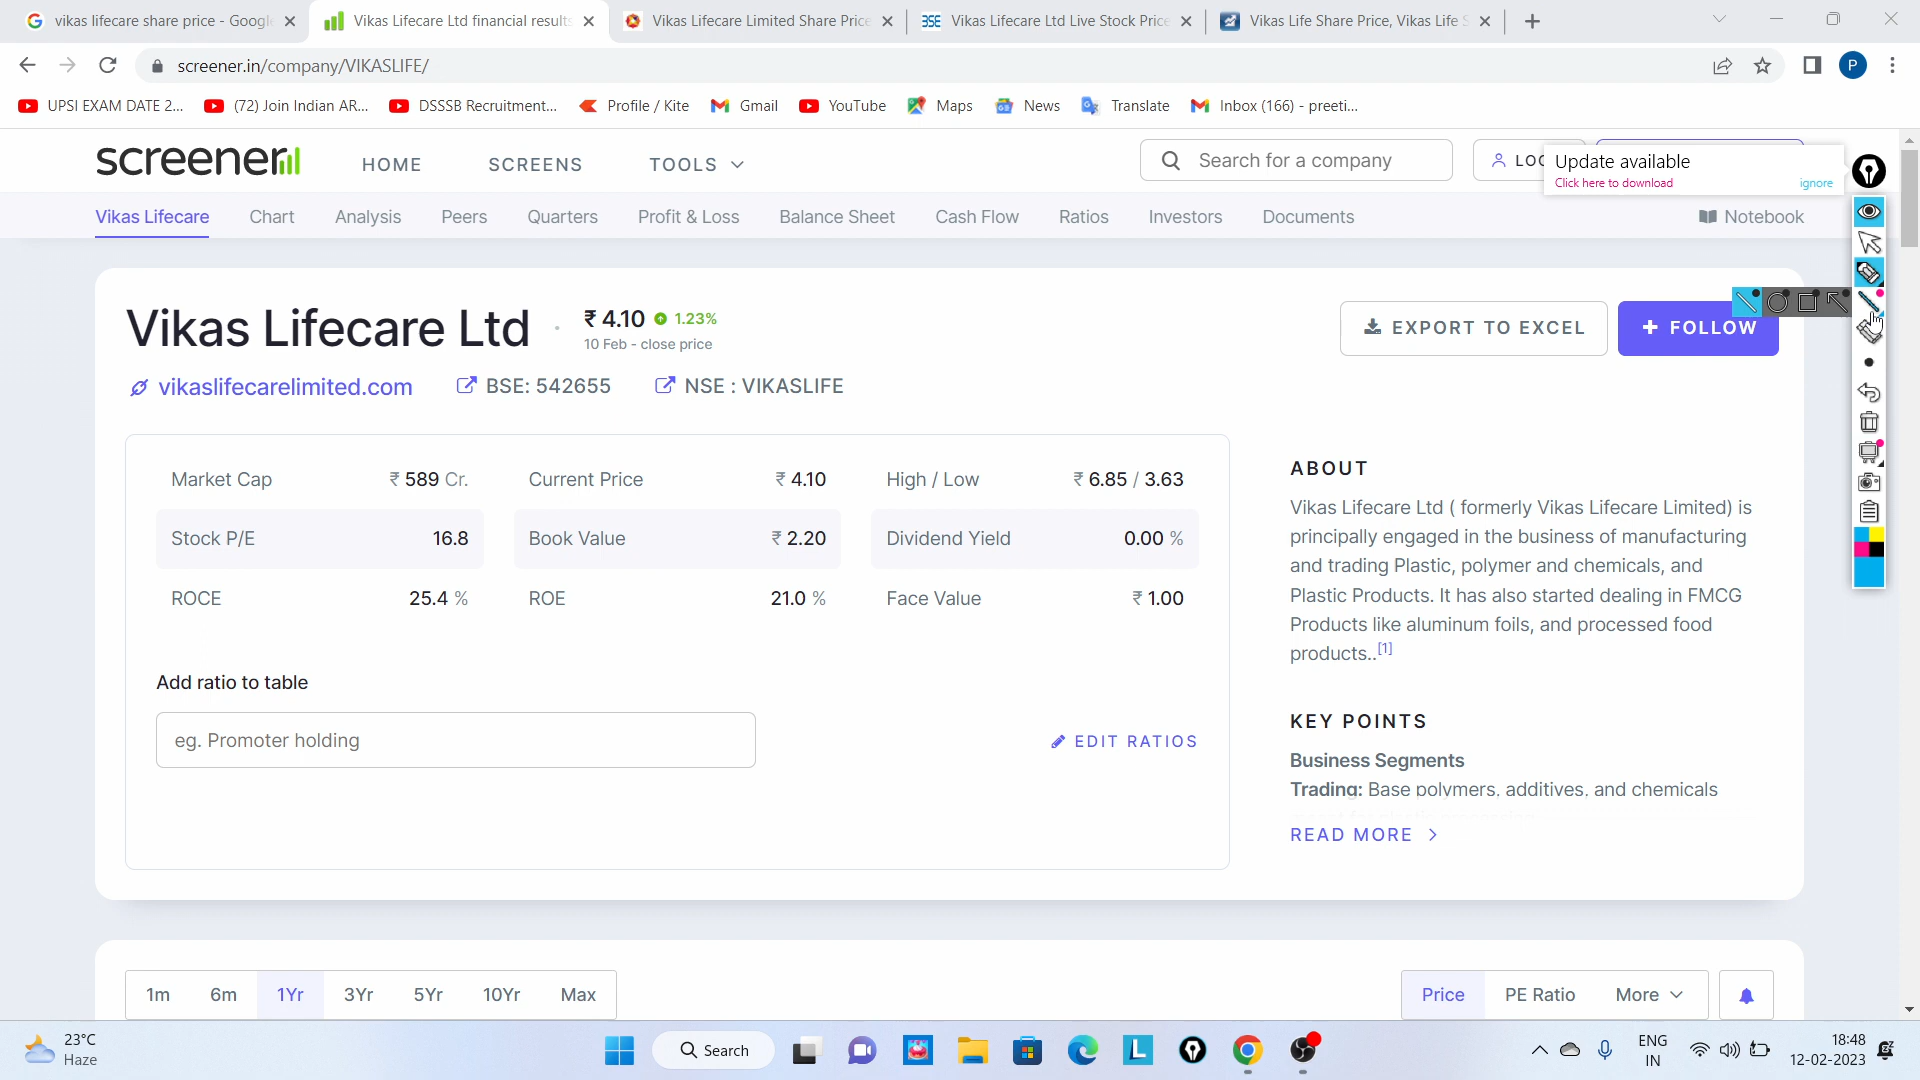 vikas lifecare share price - Google
Vikas Lifecare Ltd financial results
Vikas Lifecare Limited Share Price
BSE Vikas Lifecare Ltd Live Stock Price
Vikas Life Share Price, Vikas Life S
screener.in/company/VIKASLIFE/
P
UPSI EXAM DATE 2... (72) Join Indian AR... DSSSB Recruitment... Profile / Kite Gmail YouTube Maps News Translate Inbox (166) - preeti...
screener HOME SCREENS TOOLS Search for a company
Update available
Click here to download ignore
Vikas Lifecare Chart Analysis Peers Quarters Profit & Loss Balance Sheet Cash Flow Ratios Investors Documents Notebook
Vikas Lifecare Ltd · ₹ 4.10 1.23%
10 Feb - close price
EXPORT TO EXCEL + FOLLOW
vikaslifecarelimited.com BSE: 542655 NSE : VIKASLIFE
Market Cap ₹ 589 Cr. Current Price ₹ 4.10 High / Low ₹ 6.85 / 3.63
Stock P/E 16.8 Book Value ₹ 2.20 Dividend Yield 0.00 %
ROCE 25.4 % ROE 21.0 % Face Value ₹ 1.00
Add ratio to table
eg. Promoter holding
EDIT RATIOS
ABOUT
Vikas Lifecare Ltd ( formerly Vikas Lifecare Limited) is
principally engaged in the business of manufacturing
and trading Plastic, polymer and chemicals, and
Plastic Products. It has also started dealing in FMCG
Products like aluminum foils, and processed food
products..[1]
KEY POINTS
Business Segments
Trading: Base polymers, additives, and chemicals
READ MORE
1m 6m 1Yr 3Yr 5Yr 10Yr Max
Price PE Ratio More
23°C
Haze
Search
ENG
IN
18:48
12-02-2023